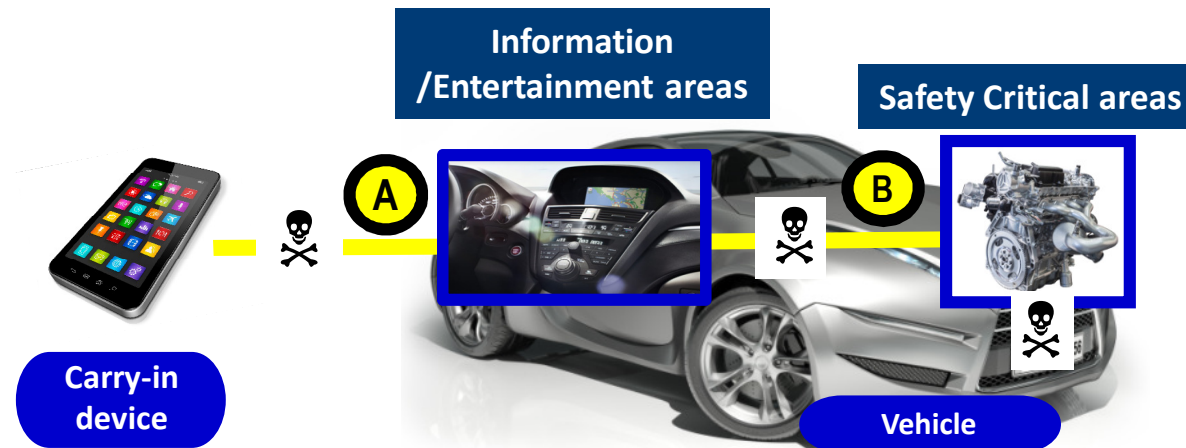 Information
/Entertainment areas
Safety Critical areas
A
B
Carry-in
device
Vehicle